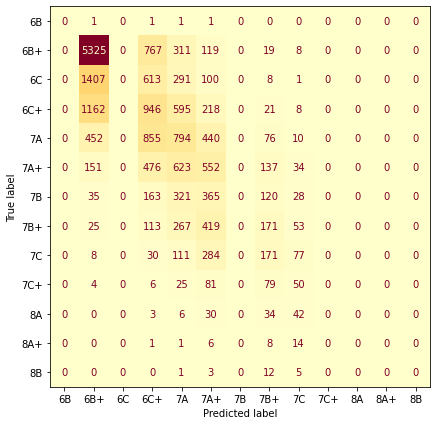 6B 0 1 0 1 1 1 0 0 0 0 0 0 0
6B+ 0 5325 0 767 311 119 0 19 8 0 0 0 0
6C 0 1407 0 613 291 100 0 8 1 0 0 0 0
6C+ 0 1162 0 946 595 218 0 21 8 0 0 0 0
7A 0 452 0 855 794 440 0 76 10 0 0 0 0
7A+ 0 151 0 476 623 552 0 137 34 0 0 0 0
7B 0 35 0 163 321 365 0 120 28 0 0 0 0
7B+ 0 25 0 113 267 419 0 171 53 0 0 0 0
7C 0 8 0 30 111 284 0 171 77 0 0 0 0
7C+ 0 4 0 6 25 81 0 79 50 0 0 0 0
8A 0 0 0 3 6 30 0 34 42 0 0 0 0
8A+ 0 0 0 1 1 6 0 8 14 0 0 0 0
8B 0 0 0 0 1 3 0 12 5 0 0 0 0
6B 6B+ 6C 6C+ 7A 7A+ 7B 7B+ 7C 7C+ 8A 8A+ 8B
Predicted label
True label